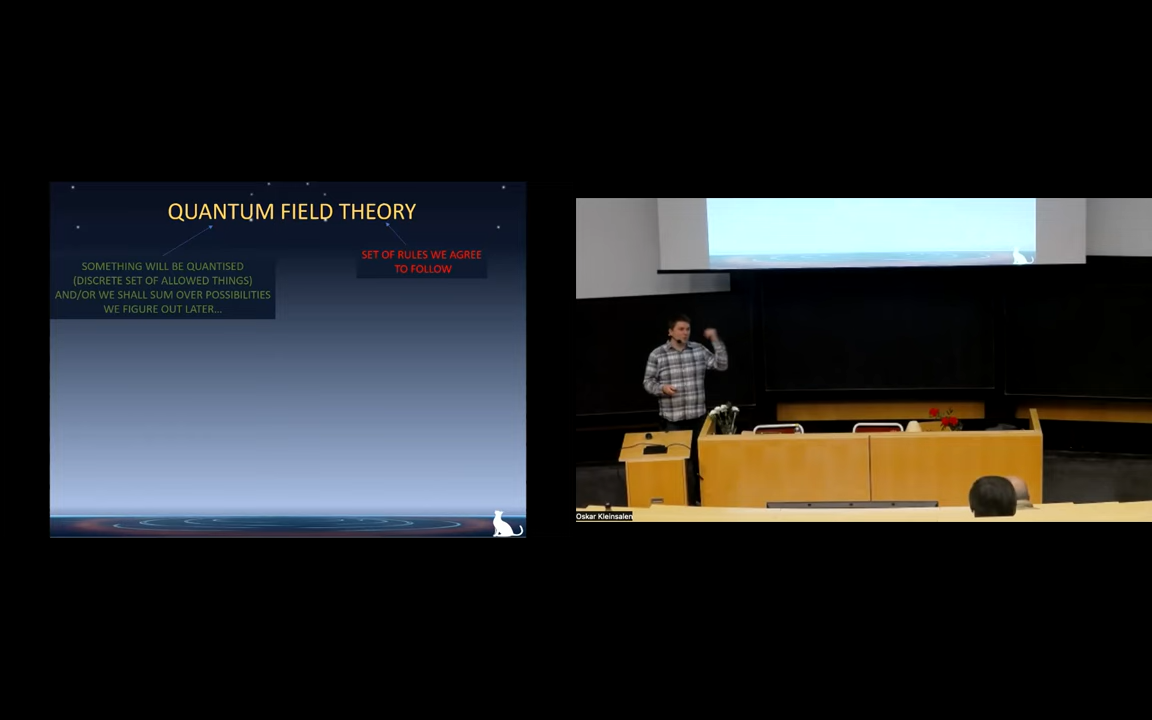 QUANTUM FIELD THEORY
SOMETHING WILL BE QUANTISED
(DISCRETE SET OF ALLOWED THINGS)
AND/OR WE SHALL SUM OVER POSSIBILITIES
WE FIGURE OUT LATER...
SET OF RULES WE AGREE
TO FOLLOW
Oskar Kleinsalen